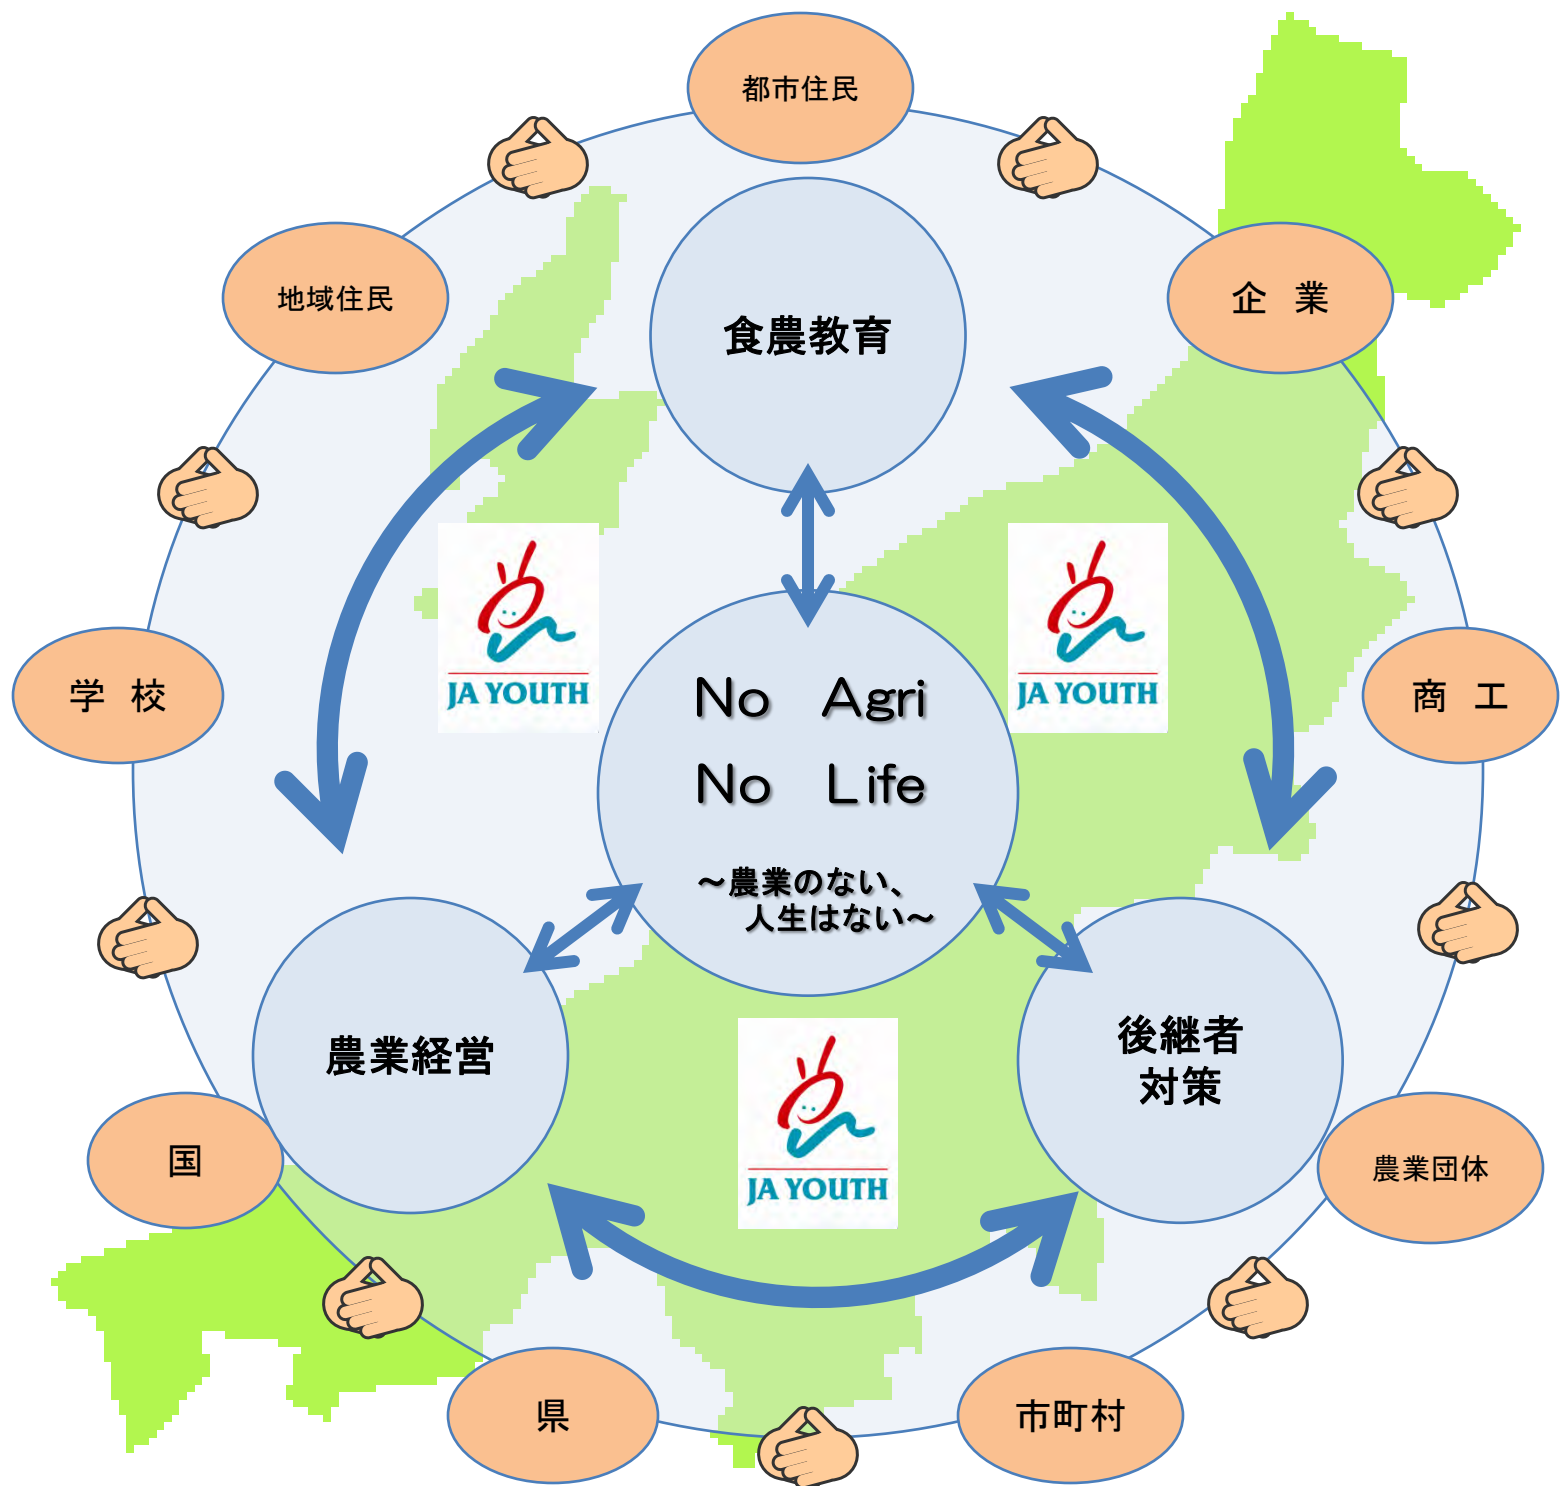 都市住民
地域住民
企　業
食農教育
JA YOUTH
JA YOUTH
学　校
商　工
No　Agri
No　Life
～農業のない、
人生はない～
農業経営
後継者
対策
JA YOUTH
国
農業団体
県
市町村